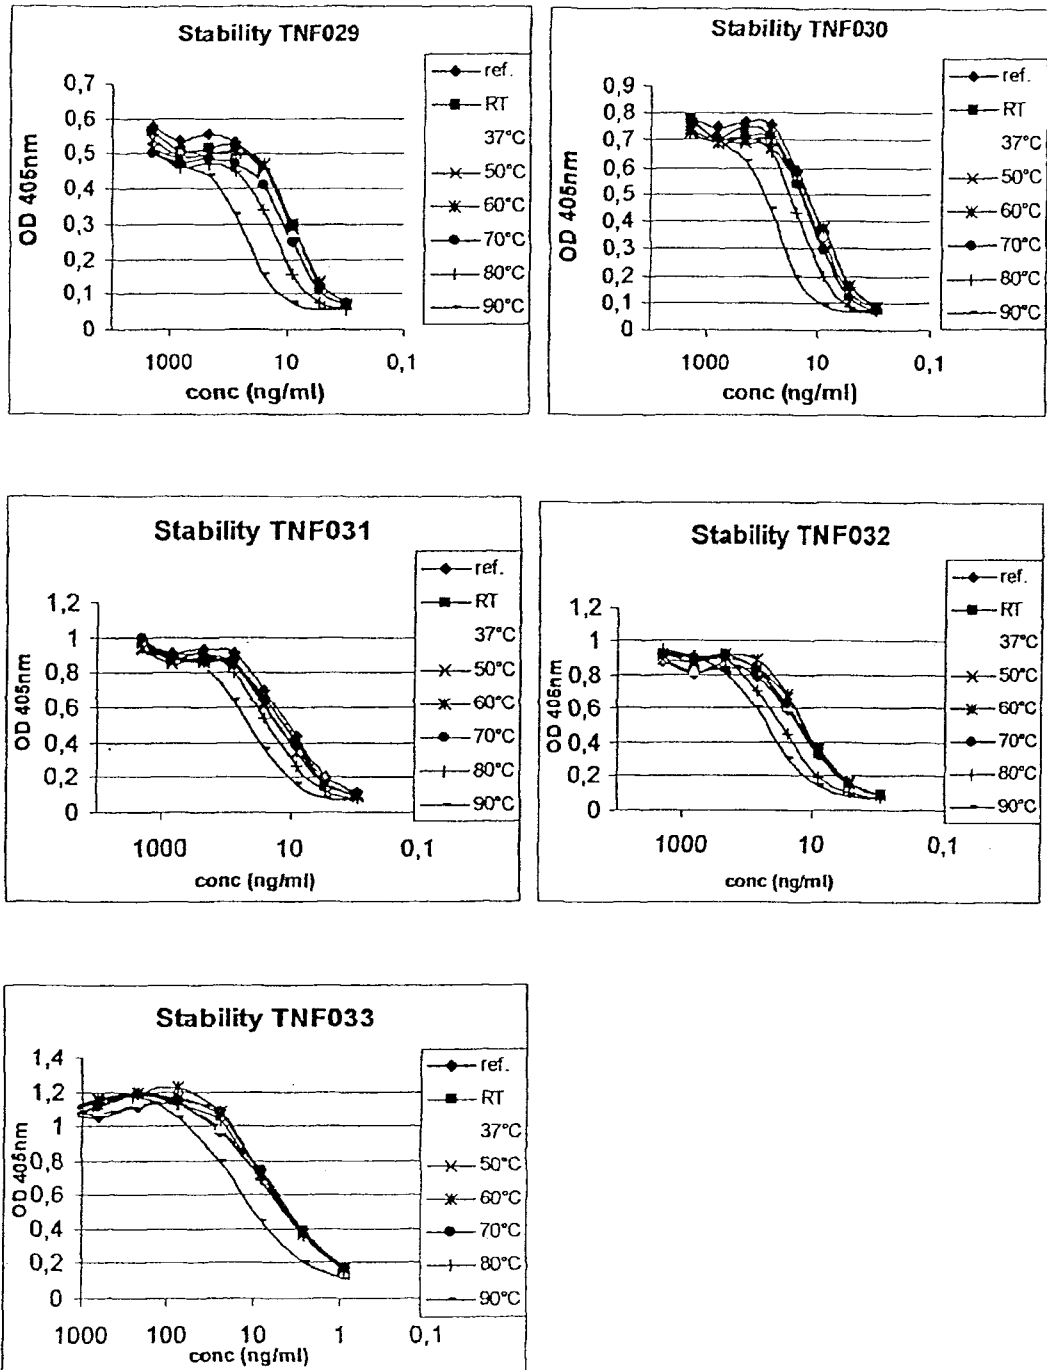 Stability TNF029
OD 405nm
0,7
0,6
0,5
0,4
0,3
0,2
0,1
0
1000
10
0,1
conc (ng/ml)
ref.
RT
37°C
50°C
60°C
70°C
80°C
90°C
Stability TNF030
OD 405nm
0,9
0,8
0,7
0,6
0,5
0,4
0,3
0,2
0,1
0
1000
10
0,1
conc (ng/ml)
ref.
RT
37°C
50°C
60°C
70°C
80°C
90°C
Stability TNF031
OD 405nm
1,2
1
0,8
0,6
0,4
0,2
0
1000
10
0,1
conc (ng/ml)
ref.
RT
37°C
50°C
60°C
70°C
80°C
90°C
Stability TNF032
OD 405nm
1,2
1
0,8
0,6
0,4
0,2
0
1000
10
0,1
conc (ng/ml)
ref.
RT
37°C
50°C
60°C
70°C
80°C
90°C
Stability TNF033
OD 405nm
1,4
1,2
1
0,8
0,6
0,4
0,2
0
1000
100
10
1
0,1
conc (ng/ml)
ref.
RT
37°C
50°C
60°C
70°C
80°C
90°C